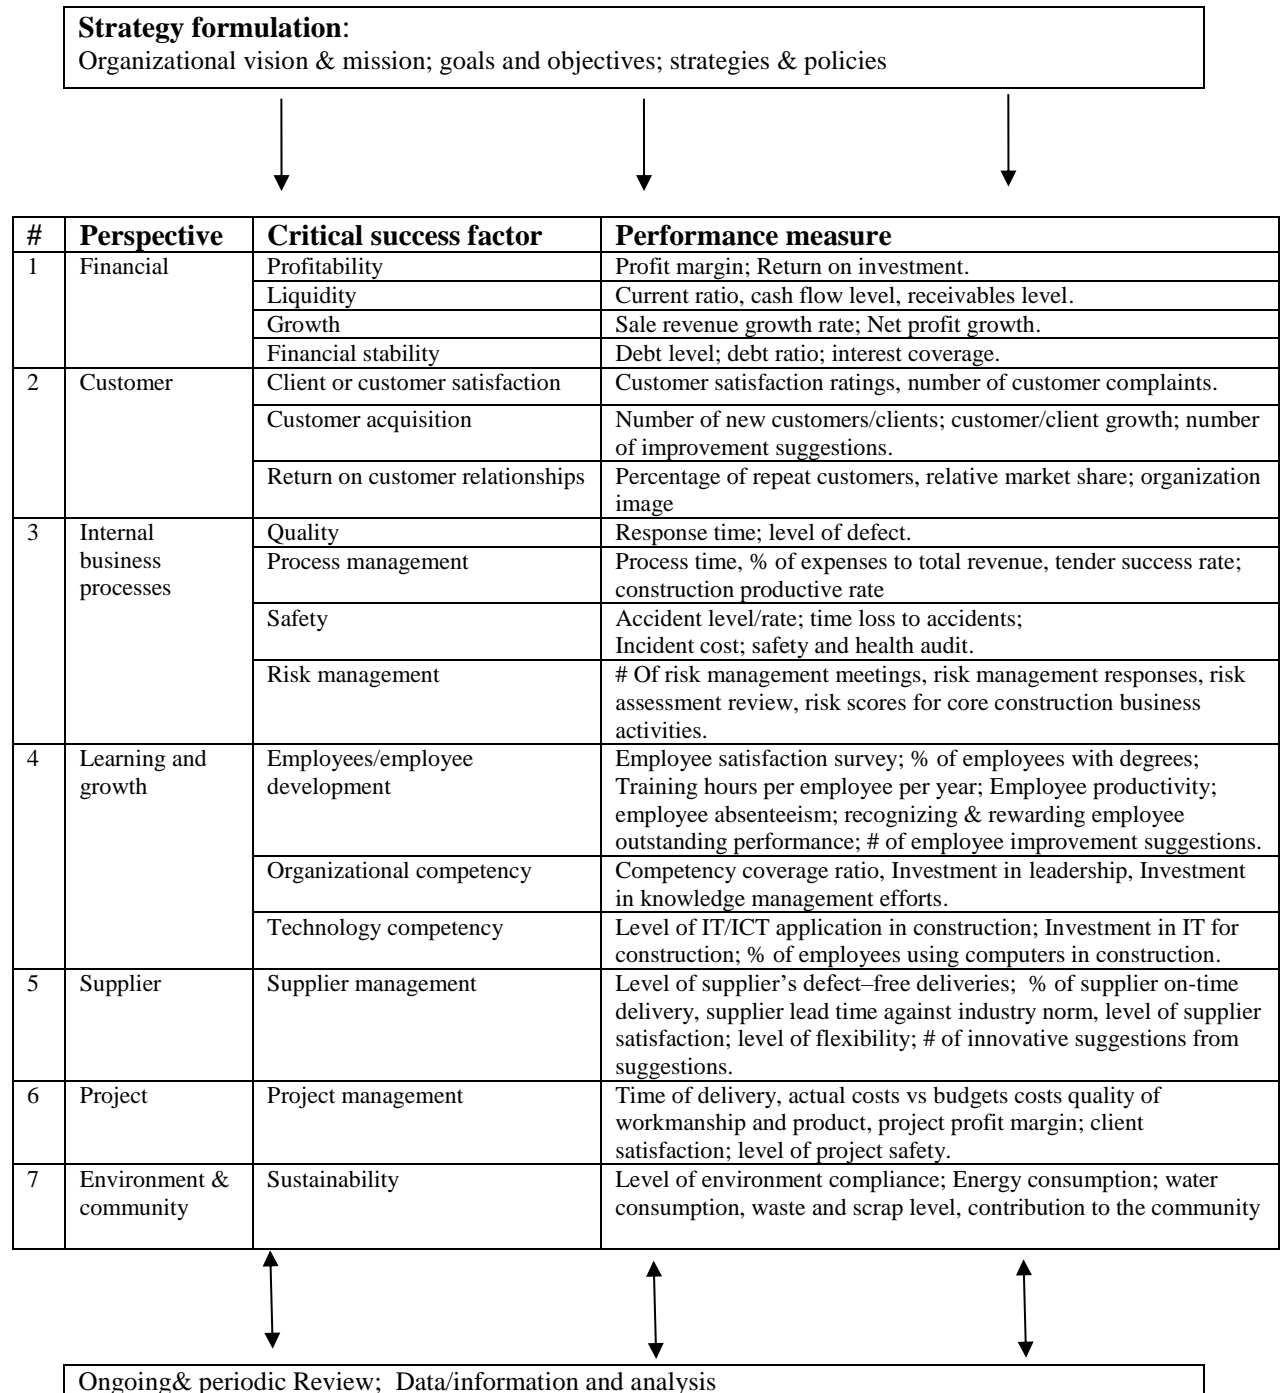 Strategy formulation:
Organizational vision & mission; goals and objectives; strategies & policies
# Perspective Critical success factor Performance measure
1 Financial Profitability Profit margin; Return on investment.
Liquidity Current ratio, cash flow level, receivables level.
Growth Sale revenue growth rate; Net profit growth.
Financial stability Debt level; debt ratio; interest coverage.
2 Customer Client or customer satisfaction Customer satisfaction ratings, number of customer complaints.
Customer acquisition Number of new customers/clients; customer/client growth; number
of improvement suggestions.
Return on customer relationships Percentage of repeat customers, relative market share; organization
image
3 Internal Quality Response time; level of defect.
business Process management Process time, % of expenses to total revenue, tender success rate;
processes construction productive rate
Safety Accident level/rate; time loss to accidents;
Incident cost; safety and health audit.
Risk management # Of risk management meetings, risk management responses, risk
assessment review, risk scores for core construction business
activities.
4 Learning and Employees/employee Employee satisfaction survey; % of employees with degrees;
growth development Training hours per employee per year; Employee productivity;
employee absenteeism; recognizing & rewarding employee
outstanding performance; # of employee improvement suggestions.
Organizational competency Competency coverage ratio, Investment in leadership, Investment
in knowledge management efforts.
Technology competency Level of IT/ICT application in construction; Investment in IT for
construction; % of employees using computers in construction.
5 Supplier Supplier management Level of supplier’s defect–free deliveries; % of supplier on-time
delivery, supplier lead time against industry norm, level of supplier
satisfaction; level of flexibility; # of innovative suggestions from
suggestions.
6 Project Project management Time of delivery, actual costs vs budgets costs quality of
workmanship and product, project profit margin; client
satisfaction; level of project safety.
7 Environment & Sustainability Level of environment compliance; Energy consumption; water
community consumption, waste and scrap level, contribution to the community
Ongoing& periodic Review; Data/information and analysis